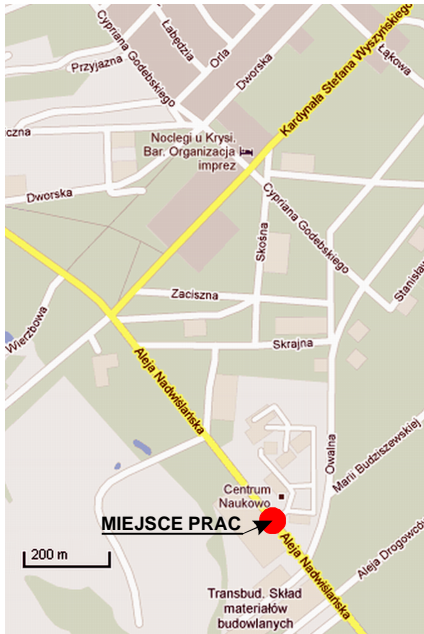 Łabędzia
Cypriana Godebskiego
Przyjazna
Orla
Dworska
Kardynała Stefana Wyszyńskiego
Łąkowa
czna
Noclegi u Krysi.
Bar. Organizacja
imprez
Dworska
Cypriana Godebskiego
Skośna
Stanisław
Zaciszna
Wierzbowa
Skrajna
Aleja Nadwiślańska
Owalna
Marii Budziszewskiej
Centrum
Naukowo
MIEJSCE PRAC
Aleja Nadwiślańska
Aleja Drogowców
200 m
Transbud. Skład
materiałów
budowlanych